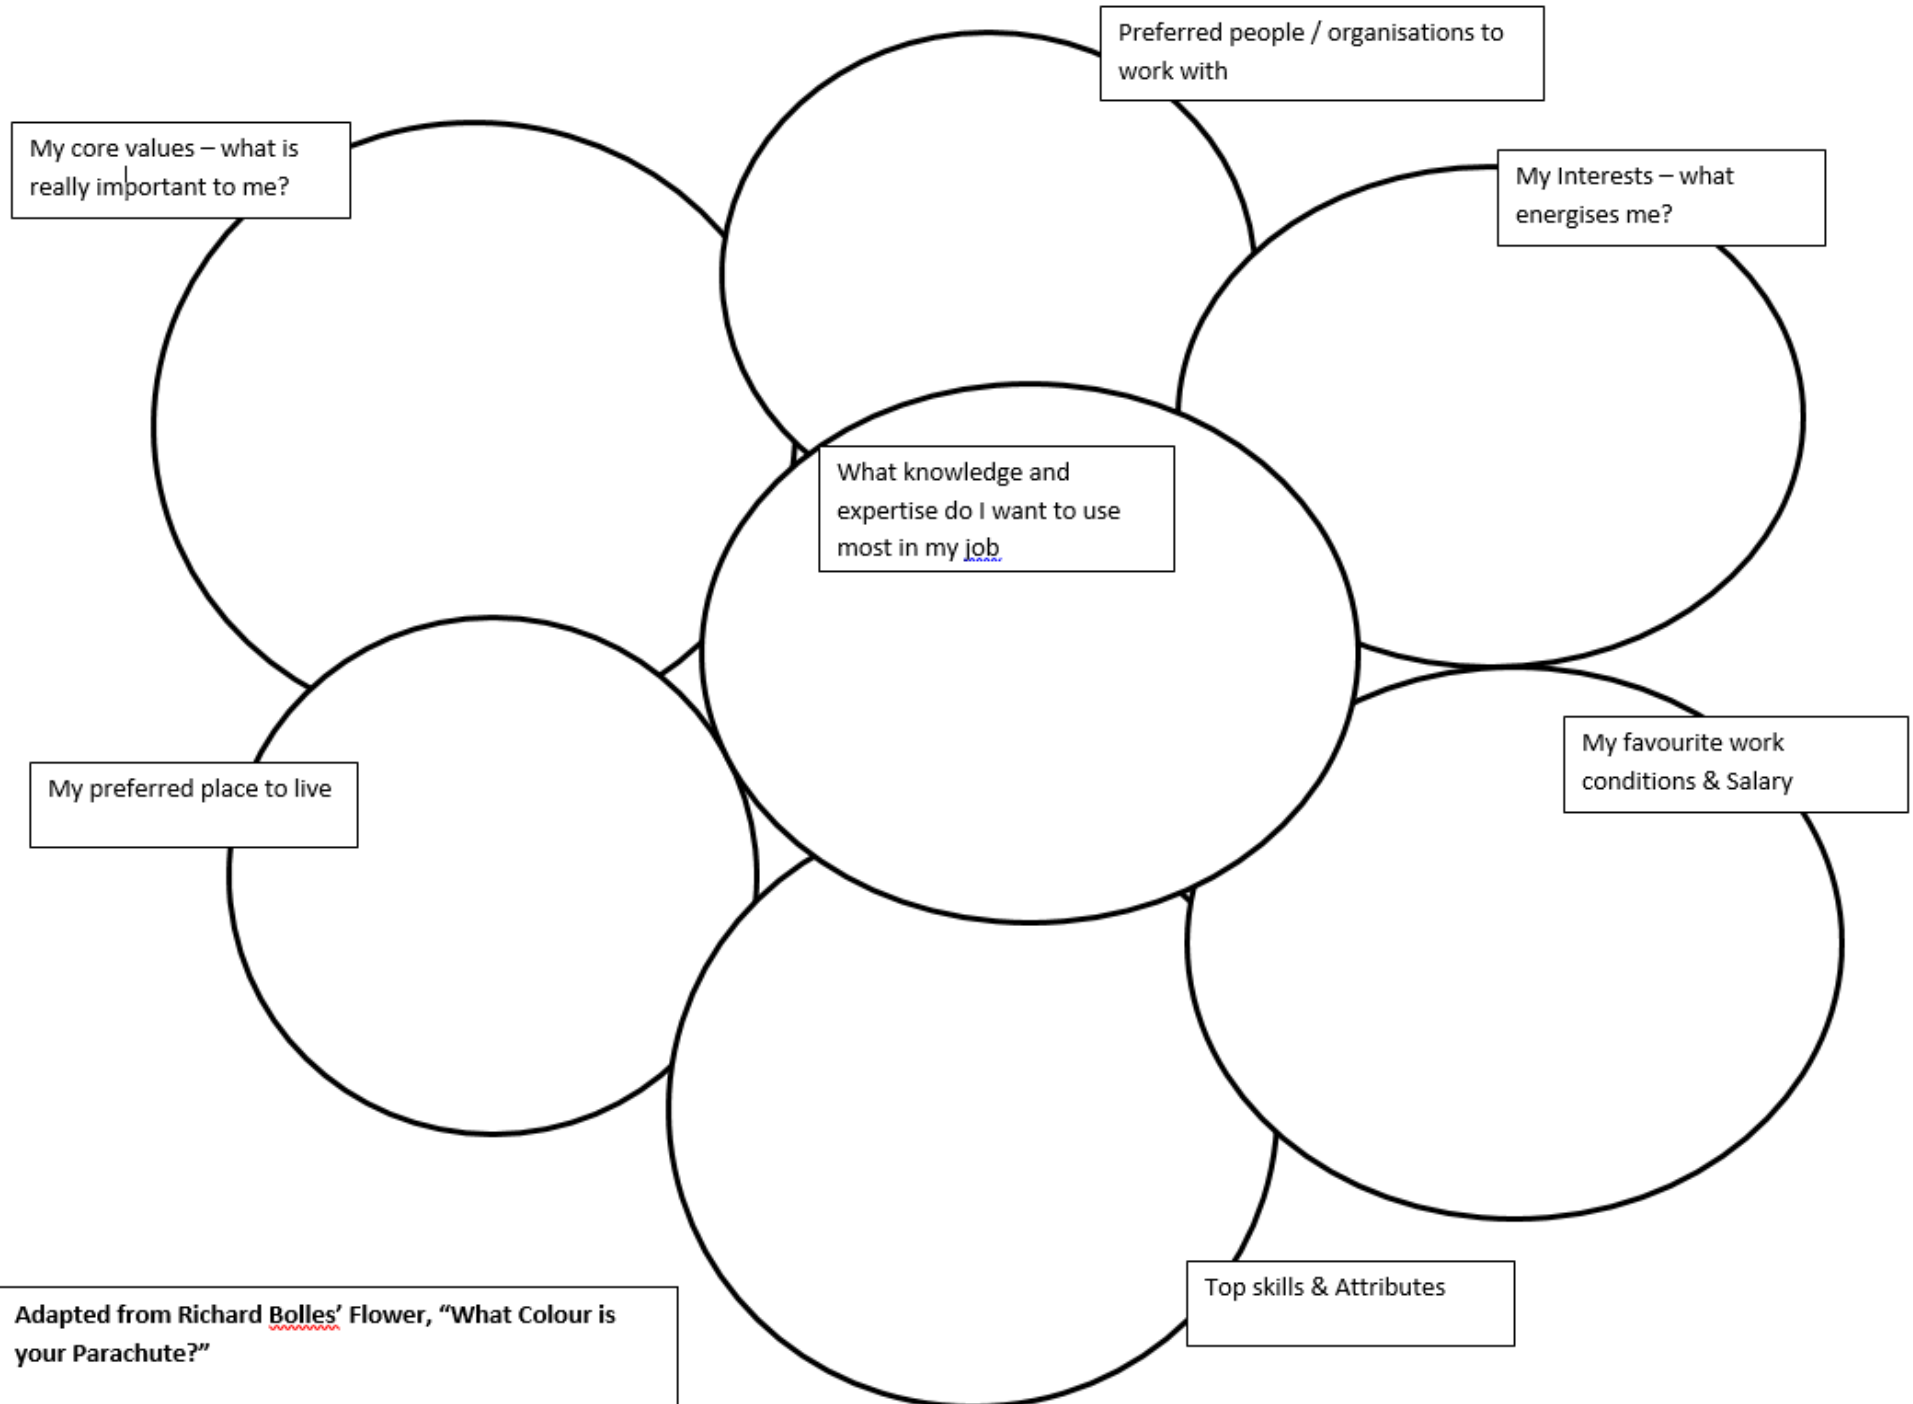 Preferred people / organisations to
work with
My core values – what is
really important to me?
My Interests – what
energises me?
What knowledge and
expertise do I want to use
most in my job
My favourite work
conditions & Salary
My preferred place to live
Top skills & Attributes
Adapted from Richard Bolles’ Flower, “What Colour is
your Parachute?”